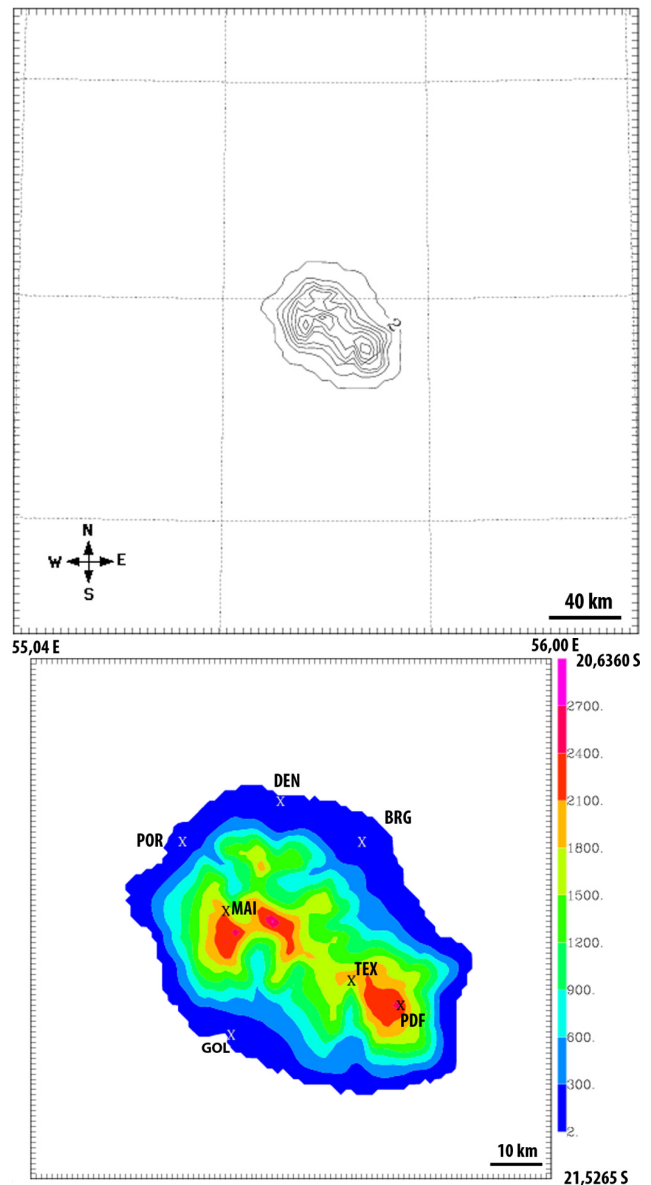 2
N
W E
S
40 km
55,04 E 56,00 E
20,6360 S
2700.
2400.
2100.
1800.
1500.
1200.
900.
600.
300.
2.
DEN
BRG
POR
MAI
TEX
PDF
GOL
10 km
21,5265 S